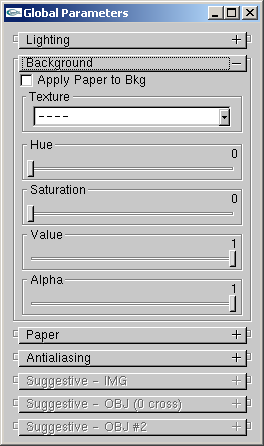 Global Parameters
Lighting +
Background −
Apply Paper to Bkg
Texture
----
Hue
0
Saturation
0
Value
1
Alpha
1
Paper +
Antialiasing +
Suggestive - IMG +
Suggestive - OBJ (0 cross) +
Suggestive - OBJ #2 +